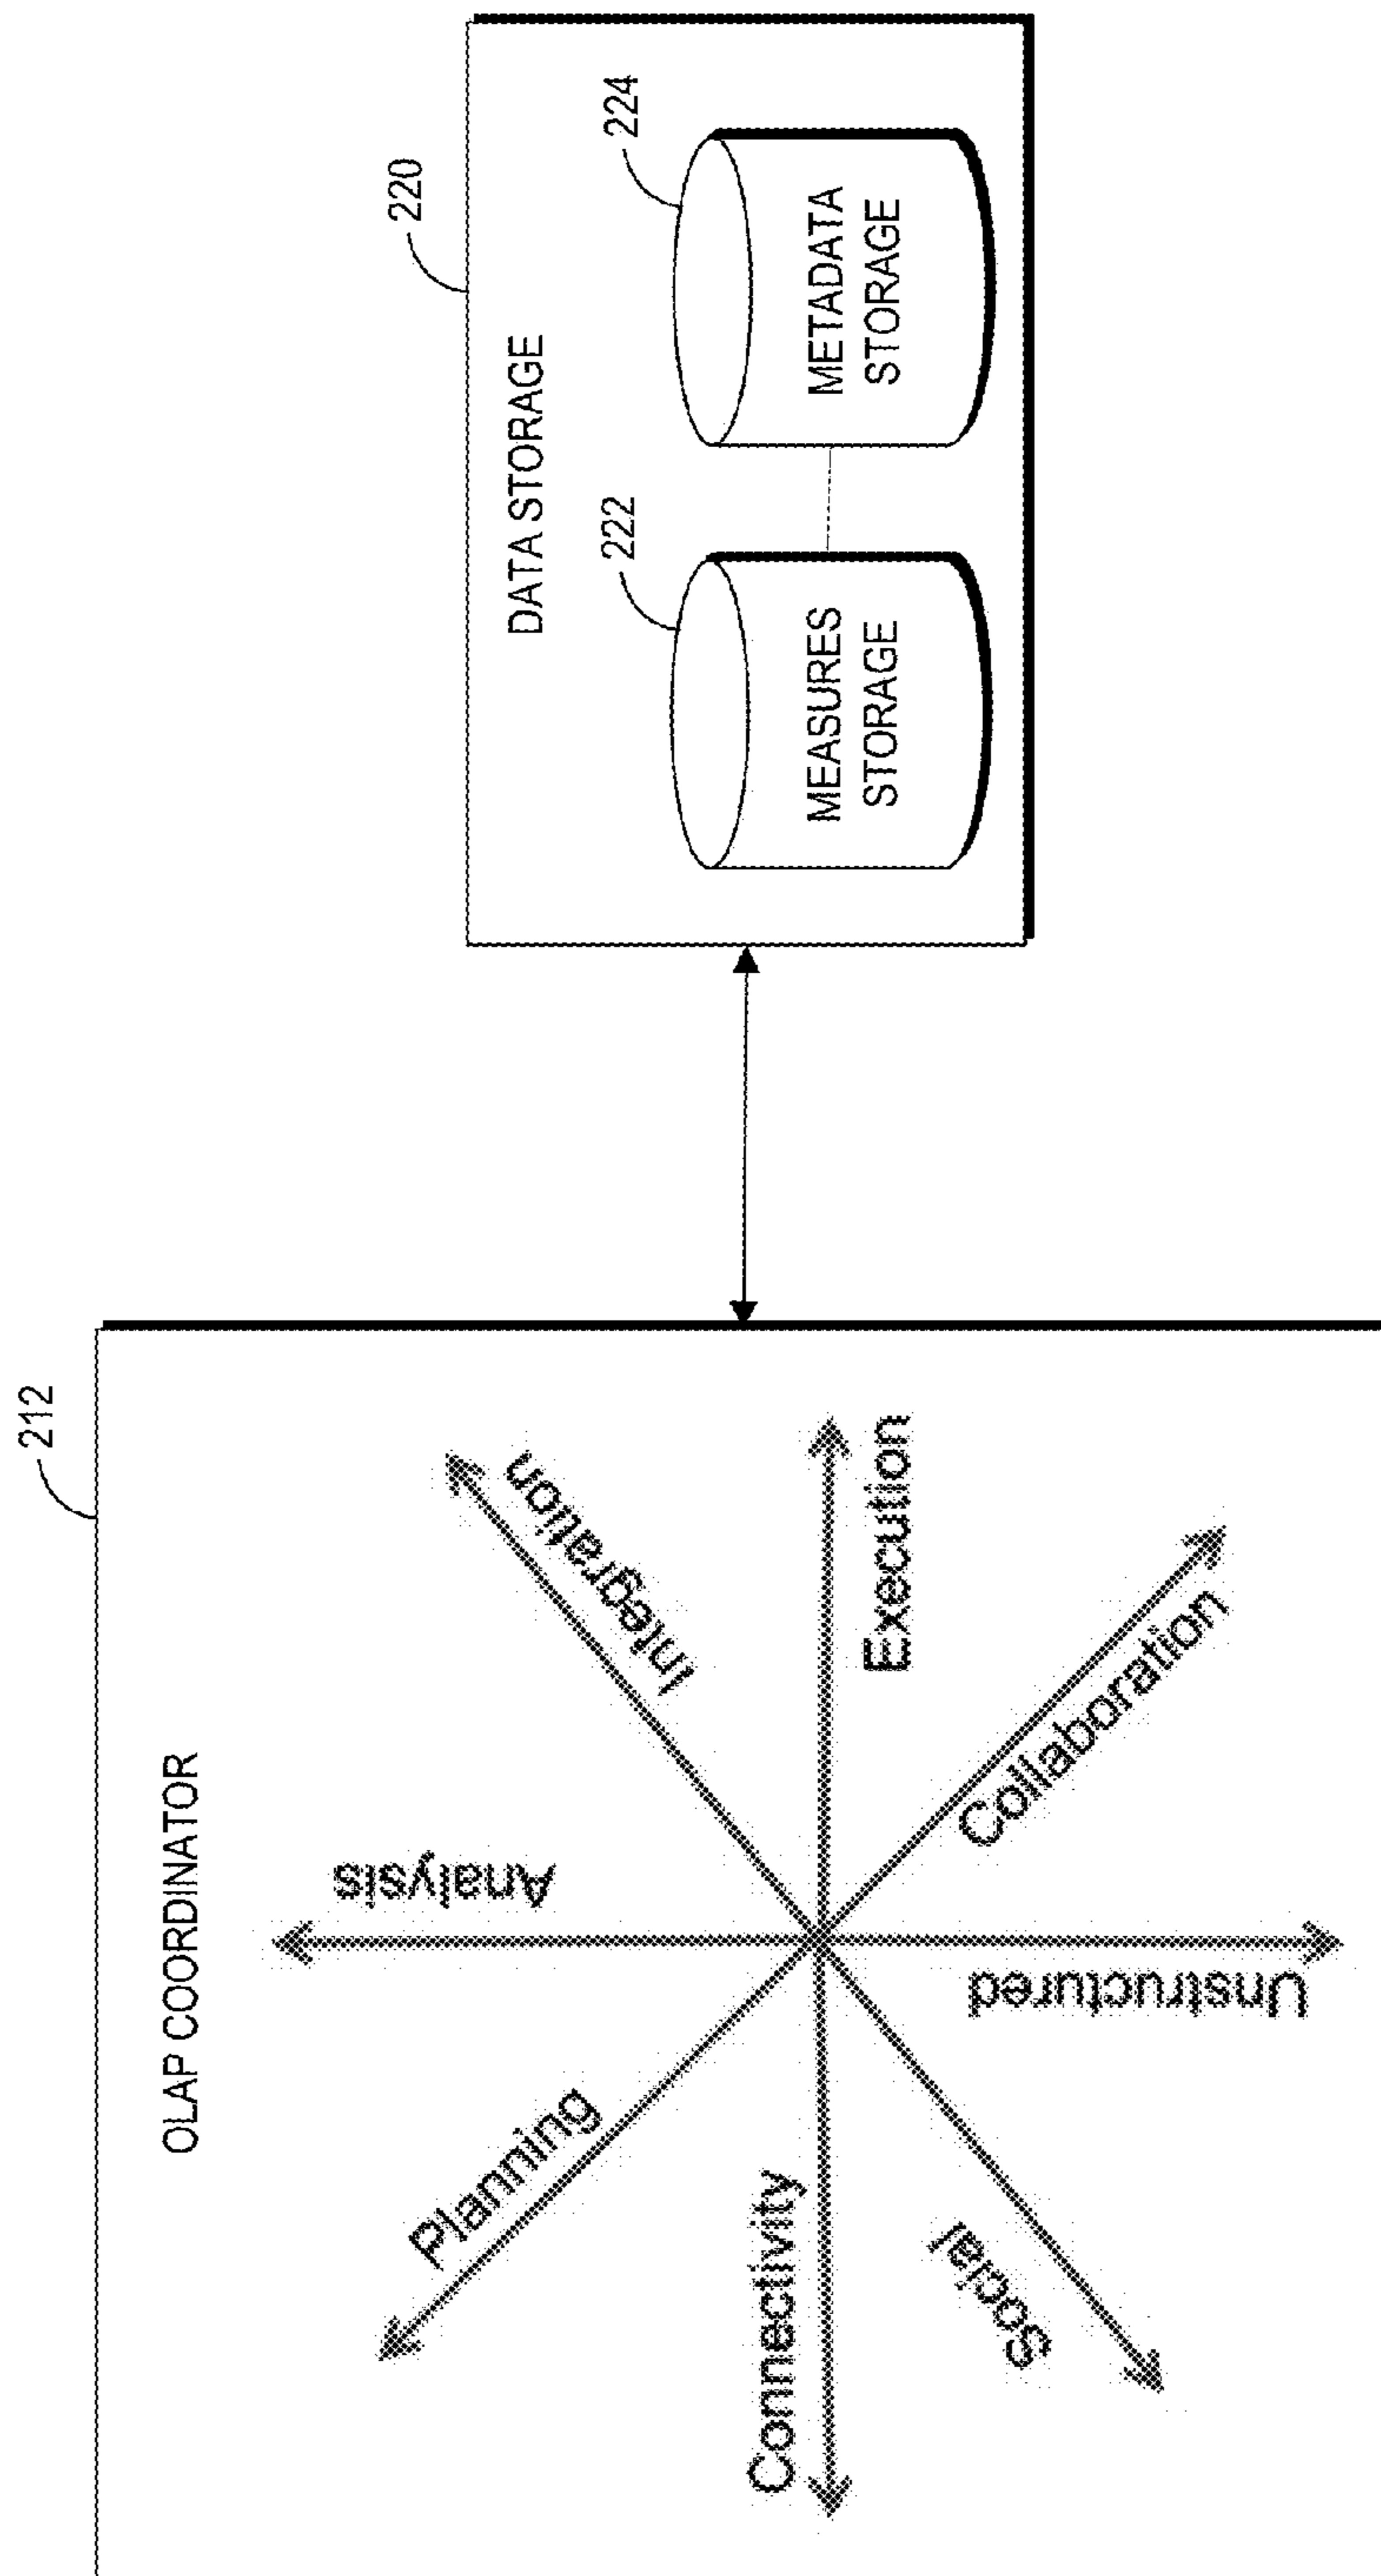 212
OLAP COORDINATOR
Planning
Analysis
Integration
Connectivity
Execution
Social
Unstructured
Collaboration
220
DATA STORAGE
222
MEASURES
STORAGE
224
METADATA
STORAGE